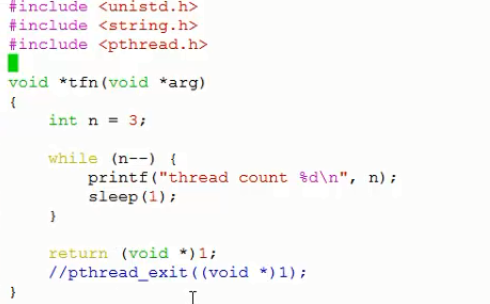 #include <unistd.h>
#include <string.h>
#include <pthread.h>
void *tfn(void *arg)
{
    int n = 3;
    while (n--) {
        printf("thread count %d\n", n);
        sleep(1);
    }
    return (void *)1;
    //pthread_exit((void *)1);
}